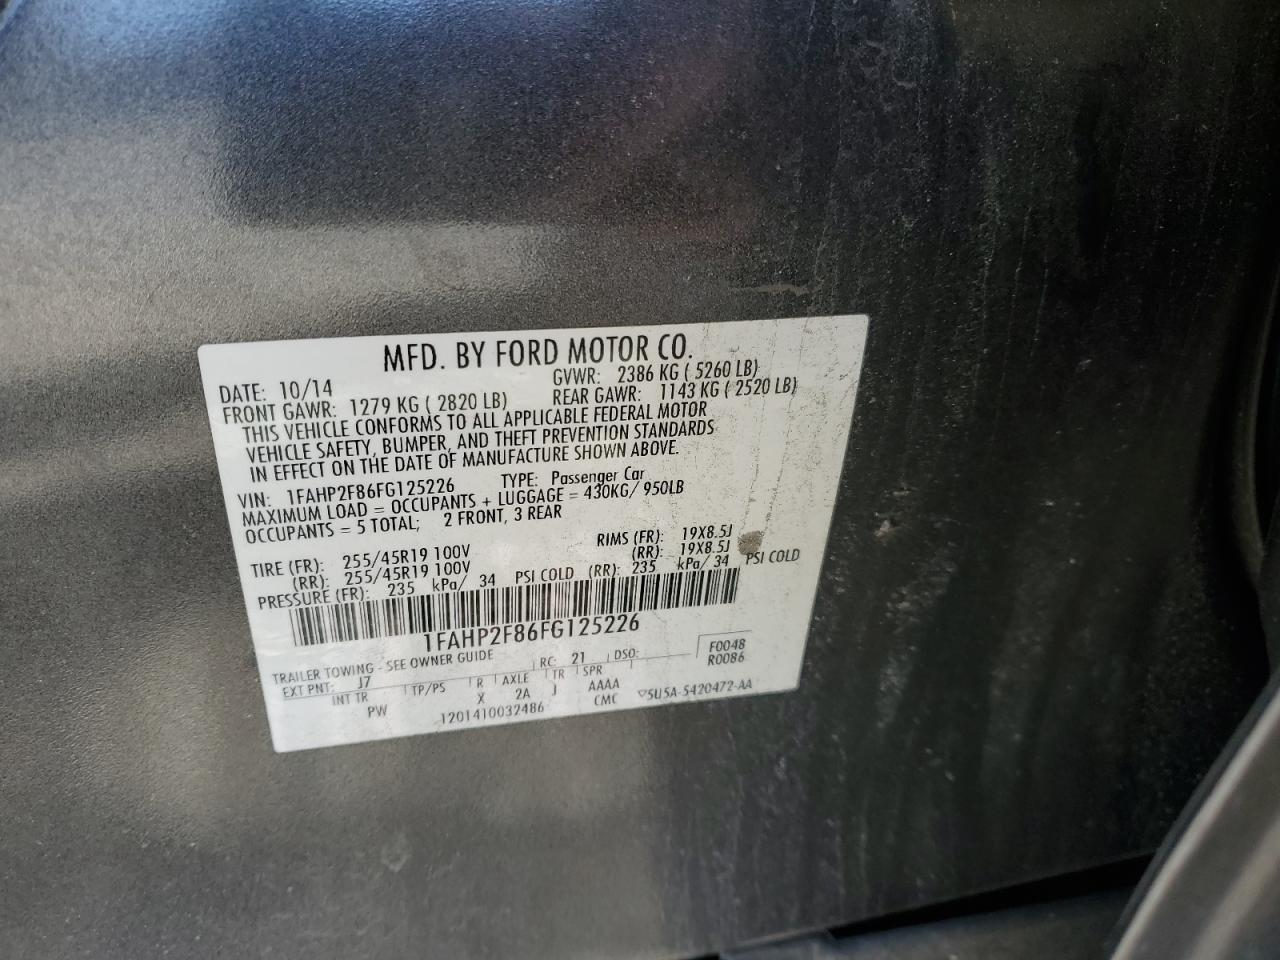 MFD. BY FORD MOTOR CO.
DATE: 10/14 GVWR: 2386 KG ( 5260 LB)
FRONT GAWR: 1279 KG ( 2820 LB) REAR GAWR: 1143 KG ( 2520 LB)
THIS VEHICLE CONFORMS TO ALL APPLICABLE FEDERAL MOTOR
VEHICLE SAFETY, BUMPER, AND THEFT PREVENTION STANDARDS
IN EFFECT ON THE DATE OF MANUFACTURE SHOWN ABOVE.
VIN: 1FAHP2F86FG125226 TYPE: Passenger Car
MAXIMUM LOAD = OCCUPANTS + LUGGAGE = 430KG/ 950LB
OCCUPANTS = 5 TOTAL; 2 FRONT, 3 REAR
TIRE (FR): 255/45R19 100V RIMS (FR): 19X8.5J
(RR): 255/45R19 100V (RR): 19X8.5J
PRESSURE (FR): 235 kPa/ 34 PSI COLD (RR): 235 kPa/ 34 PSI COLD
1FAHP2F86FG125226
TRAILER TOWING - SEE OWNER GUIDE F0048
EXT PNT: J7 RC: 21 DSO: R0086
INT TR TP/PS R AXLE TR SPR
PW X 2A J AAAA
1201410032486 CMC ▽5U5A-5420472-AA